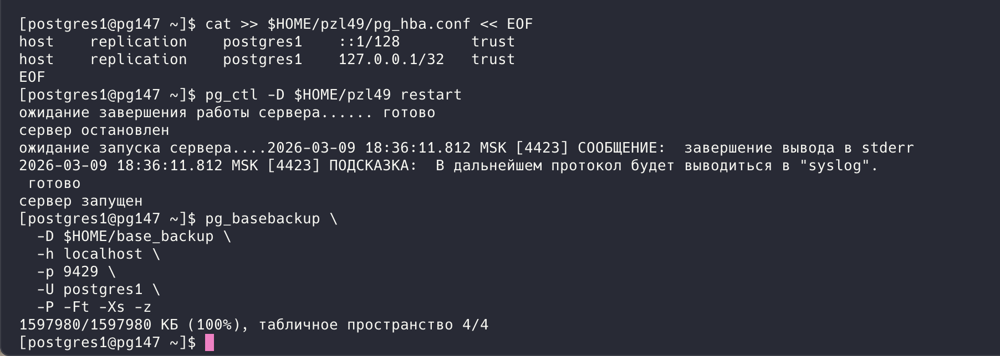 [postgres1@pg147 ~]$ cat >> $HOME/pzl49/pg_hba.conf << EOF
host    replication    postgres1    ::1/128        trust
host    replication    postgres1    127.0.0.1/32   trust
EOF
[postgres1@pg147 ~]$ pg_ctl -D $HOME/pzl49 restart
ожидание завершения работы сервера...... готово
сервер остановлен
ожидание запуска сервера....2026-03-09 18:36:11.812 MSK [4423] СООБЩЕНИЕ:  завершение вывода в stderr
2026-03-09 18:36:11.812 MSK [4423] ПОДСКАЗКА:  В дальнейшем протокол будет выводиться в "syslog".
 готово
сервер запущен
[postgres1@pg147 ~]$ pg_basebackup \
  -D $HOME/base_backup \
  -h localhost \
  -p 9429 \
  -U postgres1 \
  -P -Ft -Xs -z
1597980/1597980 КБ (100%), табличное пространство 4/4
[postgres1@pg147 ~]$